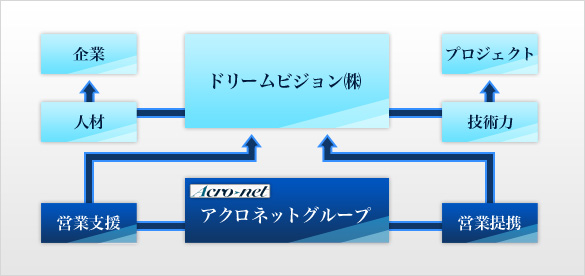 企業
ドリームビジョン㈱
プロジェクト
人材
技術力
Acro-net
営業支援
アクロネットグループ
営業提携